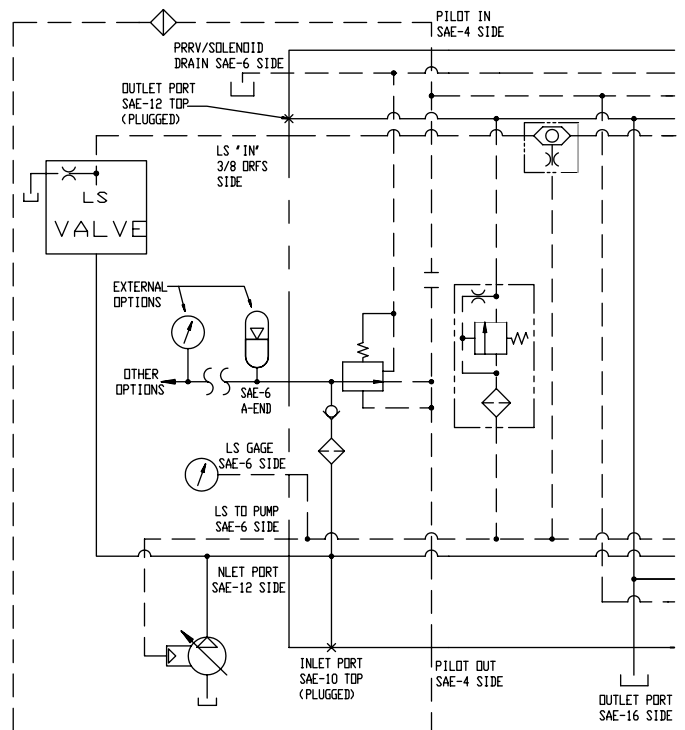 PILOT IN
SAE-4 SIDE
PRRV/SOLENOID
DRAIN SAE-6 SIDE
OUTLET PORT
SAE-12 TOP
(PLUGGED)
LS "IN"
3/8 ORFS
SIDE
LS
VALVE
EXTERNAL
OPTIONS
OTHER
OPTIONS
SAE-6
A-END
LS GAGE
SAE-6 SIDE
LS TO PUMP
SAE-6 SIDE
NLET PORT
SAE-12 SIDE
INLET PORT
SAE-10 TOP
(PLUGGED)
PILOT OUT
SAE-4 SIDE
OUTLET PORT
SAE-16 SIDE